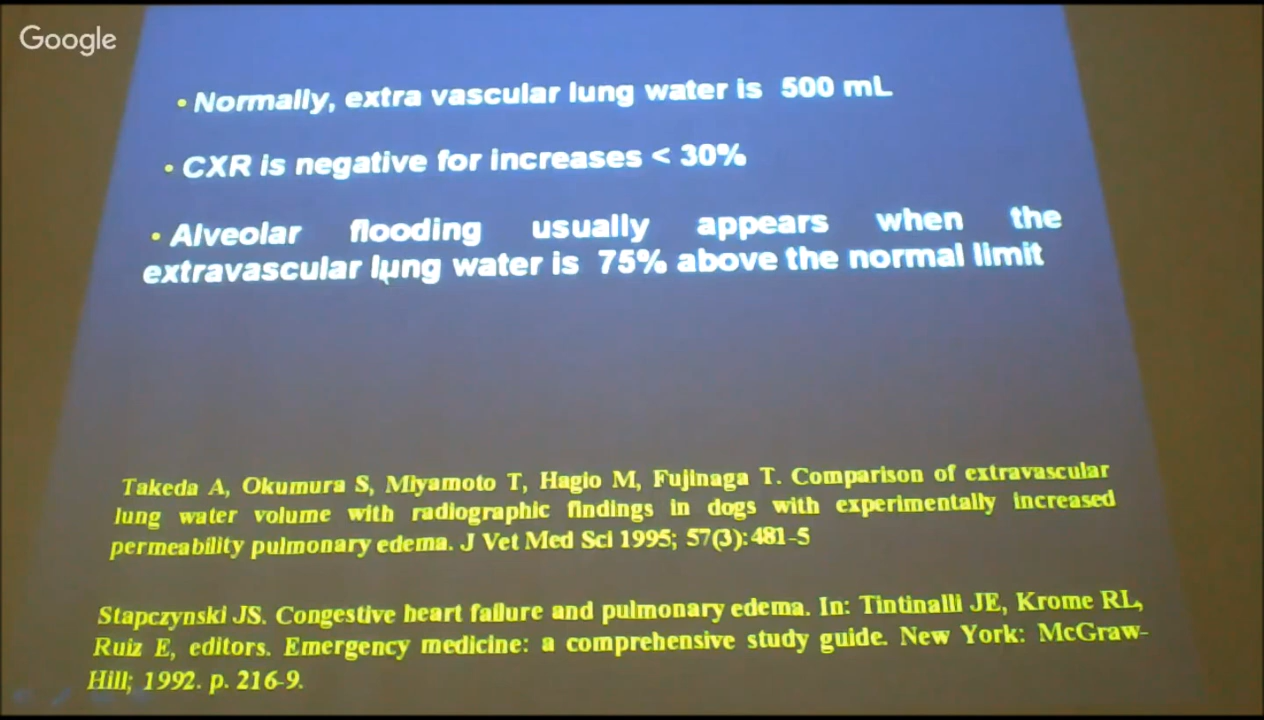 Google
• Normally, extra vascular lung water is 500 mL
• CXR is negative for increases < 30%
• Alveolar flooding usually appears when the
extravascular lung water is 75% above the normal limit
Takeda A, Okumura S, Miyamoto T, Hagio M, Fujinaga T. Comparison of extravascular
lung water volume with radiographic findings in dogs with experimentally increased
permeability pulmonary edema. J Vet Med Sci 1995; 57(3):481-5
Stapczynski JS. Congestive heart failure and pulmonary edema. In: Tintinalli JE, Krome RL,
Ruiz E, editors. Emergency medicine: a comprehensive study guide. New York: McGraw-
Hill; 1992. p. 216-9.